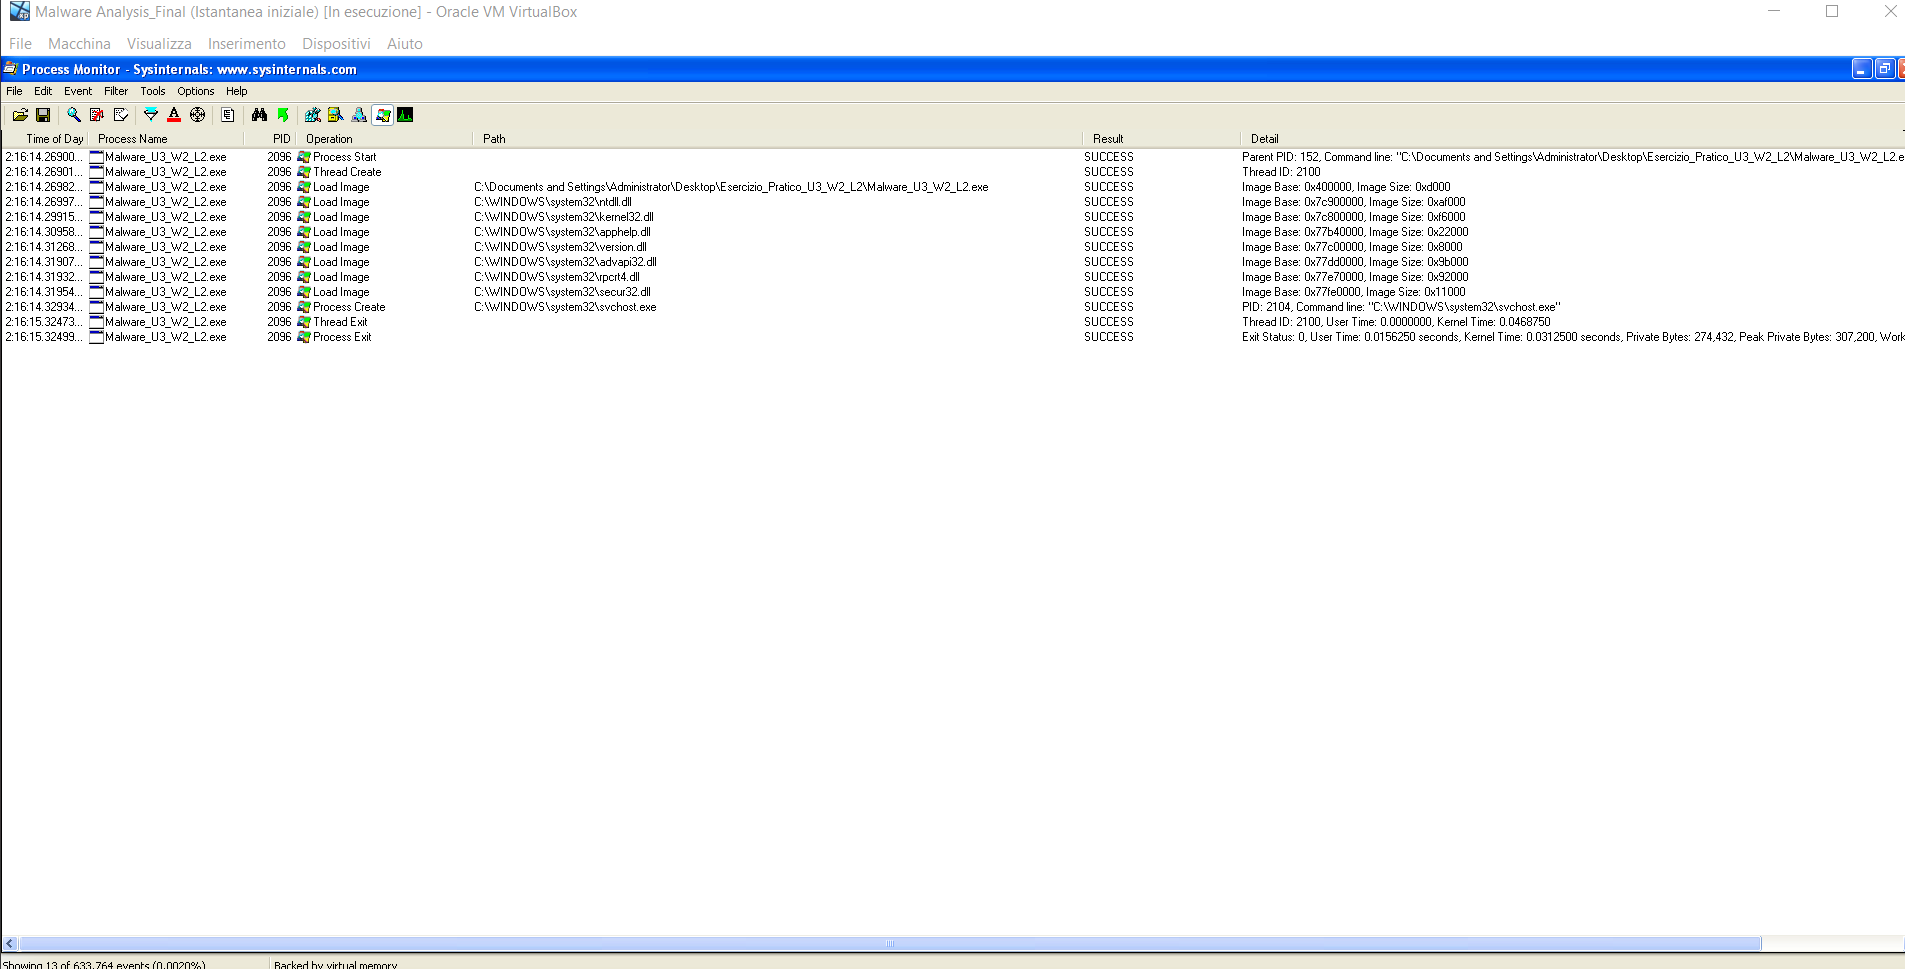 Malware Analysis_Final (Istantanea iniziale) [In esecuzione] - Oracle VM VirtualBox
File Macchina Visualizza Inserimento Dispositivi Aiuto
Process Monitor - Sysinternals: www.sysinternals.com
File Edit Event Filter Tools Options Help
Time of Day Process Name PID Operation Path Result Detail
2:16:14.26900... Malware_U3_W2_L2.exe 2096 Process Start SUCCESS Parent PID: 152, Command line: "C:\Documents and Settings\Administrator\Desktop\Esercizio_Pratico_U3_W2_L2\Malware_U3_W2_L2.e
2:16:14.26901... Malware_U3_W2_L2.exe 2096 Thread Create SUCCESS Thread ID: 2100
2:16:14.26982... Malware_U3_W2_L2.exe 2096 Load Image C:\Documents and Settings\Administrator\Desktop\Esercizio_Pratico_U3_W2_L2\Malware_U3_W2_L2.exe SUCCESS Image Base: 0x400000, Image Size: 0xd000
2:16:14.26997... Malware_U3_W2_L2.exe 2096 Load Image C:\WINDOWS\system32\ntdll.dll SUCCESS Image Base: 0x7c900000, Image Size: 0xaf000
2:16:14.29915... Malware_U3_W2_L2.exe 2096 Load Image C:\WINDOWS\system32\kernel32.dll SUCCESS Image Base: 0x7c800000, Image Size: 0xf6000
2:16:14.30958... Malware_U3_W2_L2.exe 2096 Load Image C:\WINDOWS\system32\apphelp.dll SUCCESS Image Base: 0x77b40000, Image Size: 0x22000
2:16:14.31268... Malware_U3_W2_L2.exe 2096 Load Image C:\WINDOWS\system32\version.dll SUCCESS Image Base: 0x77c00000, Image Size: 0x8000
2:16:14.31907... Malware_U3_W2_L2.exe 2096 Load Image C:\WINDOWS\system32\advapi32.dll SUCCESS Image Base: 0x77dd0000, Image Size: 0x9b000
2:16:14.31932... Malware_U3_W2_L2.exe 2096 Load Image C:\WINDOWS\system32\rpcrt4.dll SUCCESS Image Base: 0x77e70000, Image Size: 0x92000
2:16:14.31954... Malware_U3_W2_L2.exe 2096 Load Image C:\WINDOWS\system32\secur32.dll SUCCESS Image Base: 0x77fe0000, Image Size: 0x11000
2:16:14.32934... Malware_U3_W2_L2.exe 2096 Process Create C:\WINDOWS\system32\svchost.exe SUCCESS PID: 2104, Command line: "C:\WINDOWS\system32\svchost.exe"
2:16:15.32473... Malware_U3_W2_L2.exe 2096 Thread Exit SUCCESS Thread ID: 2100, User Time: 0.0000000, Kernel Time: 0.0468750
2:16:15.32499... Malware_U3_W2_L2.exe 2096 Process Exit SUCCESS Exit Status: 0, User Time: 0.0156250 seconds, Kernel Time: 0.0312500 seconds, Private Bytes: 274,432, Peak Private Bytes: 307,200, Work
Showing 13 of 633,764 events (0.0020%) Backed by virtual memory